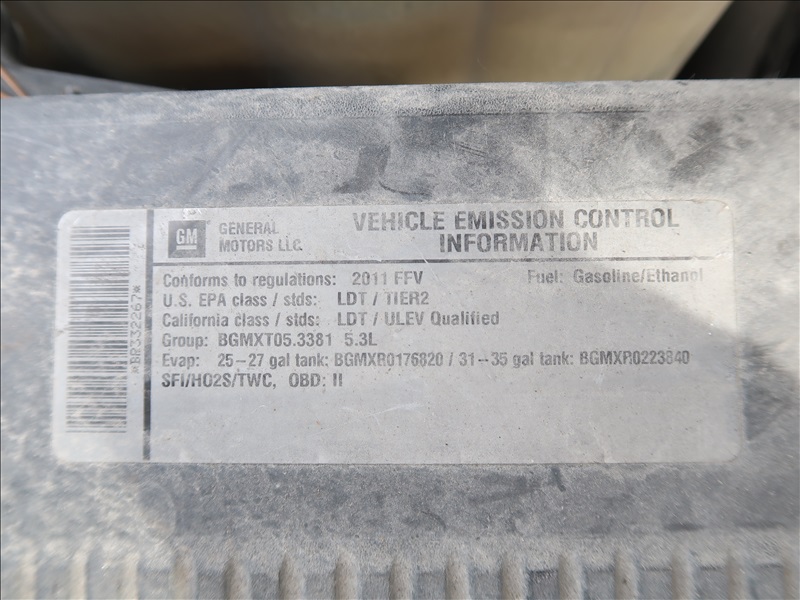 GM GENERAL MOTORS LLC.
VEHICLE EMISSION CONTROL
INFORMATION
Conforms to regulations: 2011 FFV Fuel: Gasoline/Ethanol
U.S. EPA class / stds: LDT / TIER2
California class / stds: LDT / ULEV Qualified
Group: BGMXT05.3381 5.3L
Evap: 25-27 gal tank: BGMXR0176820 / 31-35 gal tank: BGMXR0223840
SFI/HO2S/TWC, OBD: II